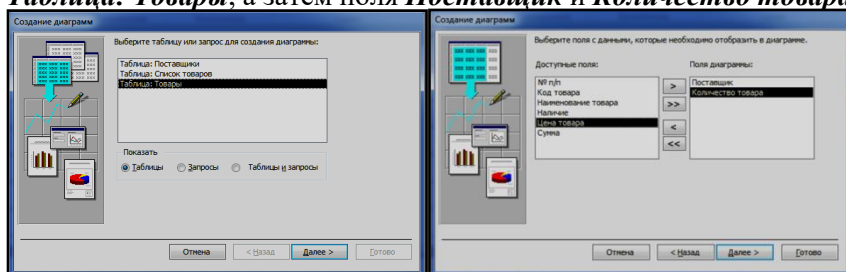 Таблица: Товары, а затем поля Поставщик и Количество товара
Создание диаграмм
Выберите таблицу или запрос для создания диаграммы:
Таблица: Поставщики
Таблица: Список товаров
Таблица: Товары
Показать
Таблицы
Запросы
Таблицы и запросы
Отмена
< Назад
Далее >
Готово
Создание диаграмм
Выберите поля с данными, которые необходимо отобразить в диаграмме.
Доступные поля:
Поля диаграммы:
№ п/п
Код товара
Наименование товара
Наличие
Цена товара
Сумма
>
>>
<
<<
Поставщик
Количество товара
Отмена
< Назад
Далее >
Готово